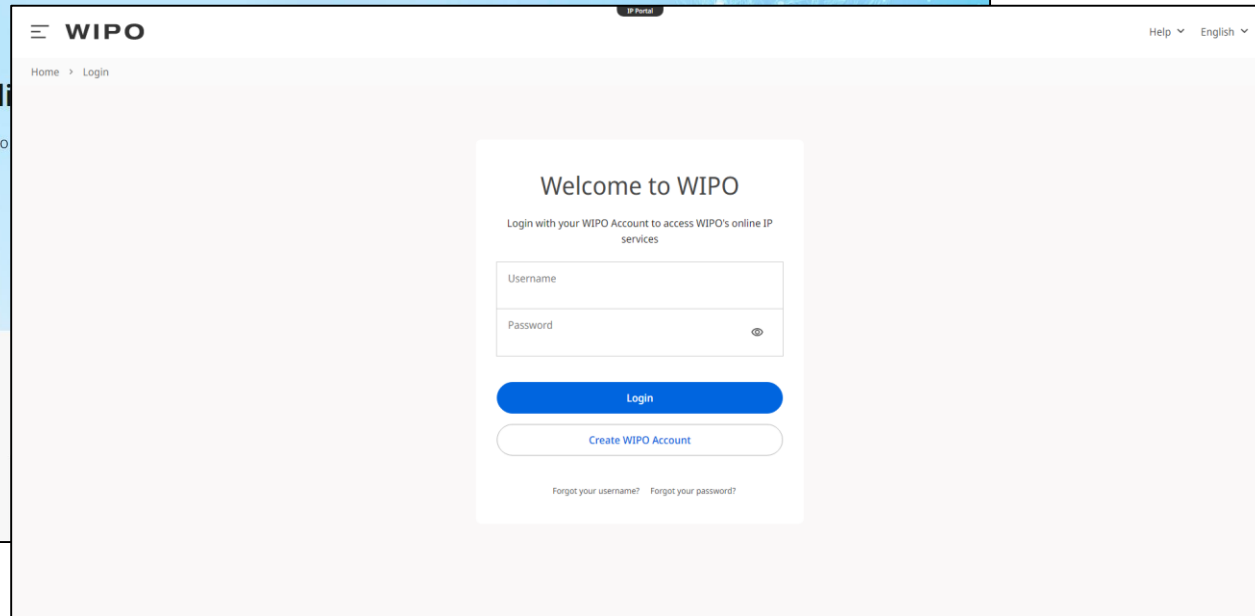 IP Portal
WIPO
Help
English
Home > Login
Welcome to WIPO
Login with your WIPO Account to access WIPO's online IP
services
Username
Password
Login
Create WIPO Account
Forgot your username? Forgot your password?